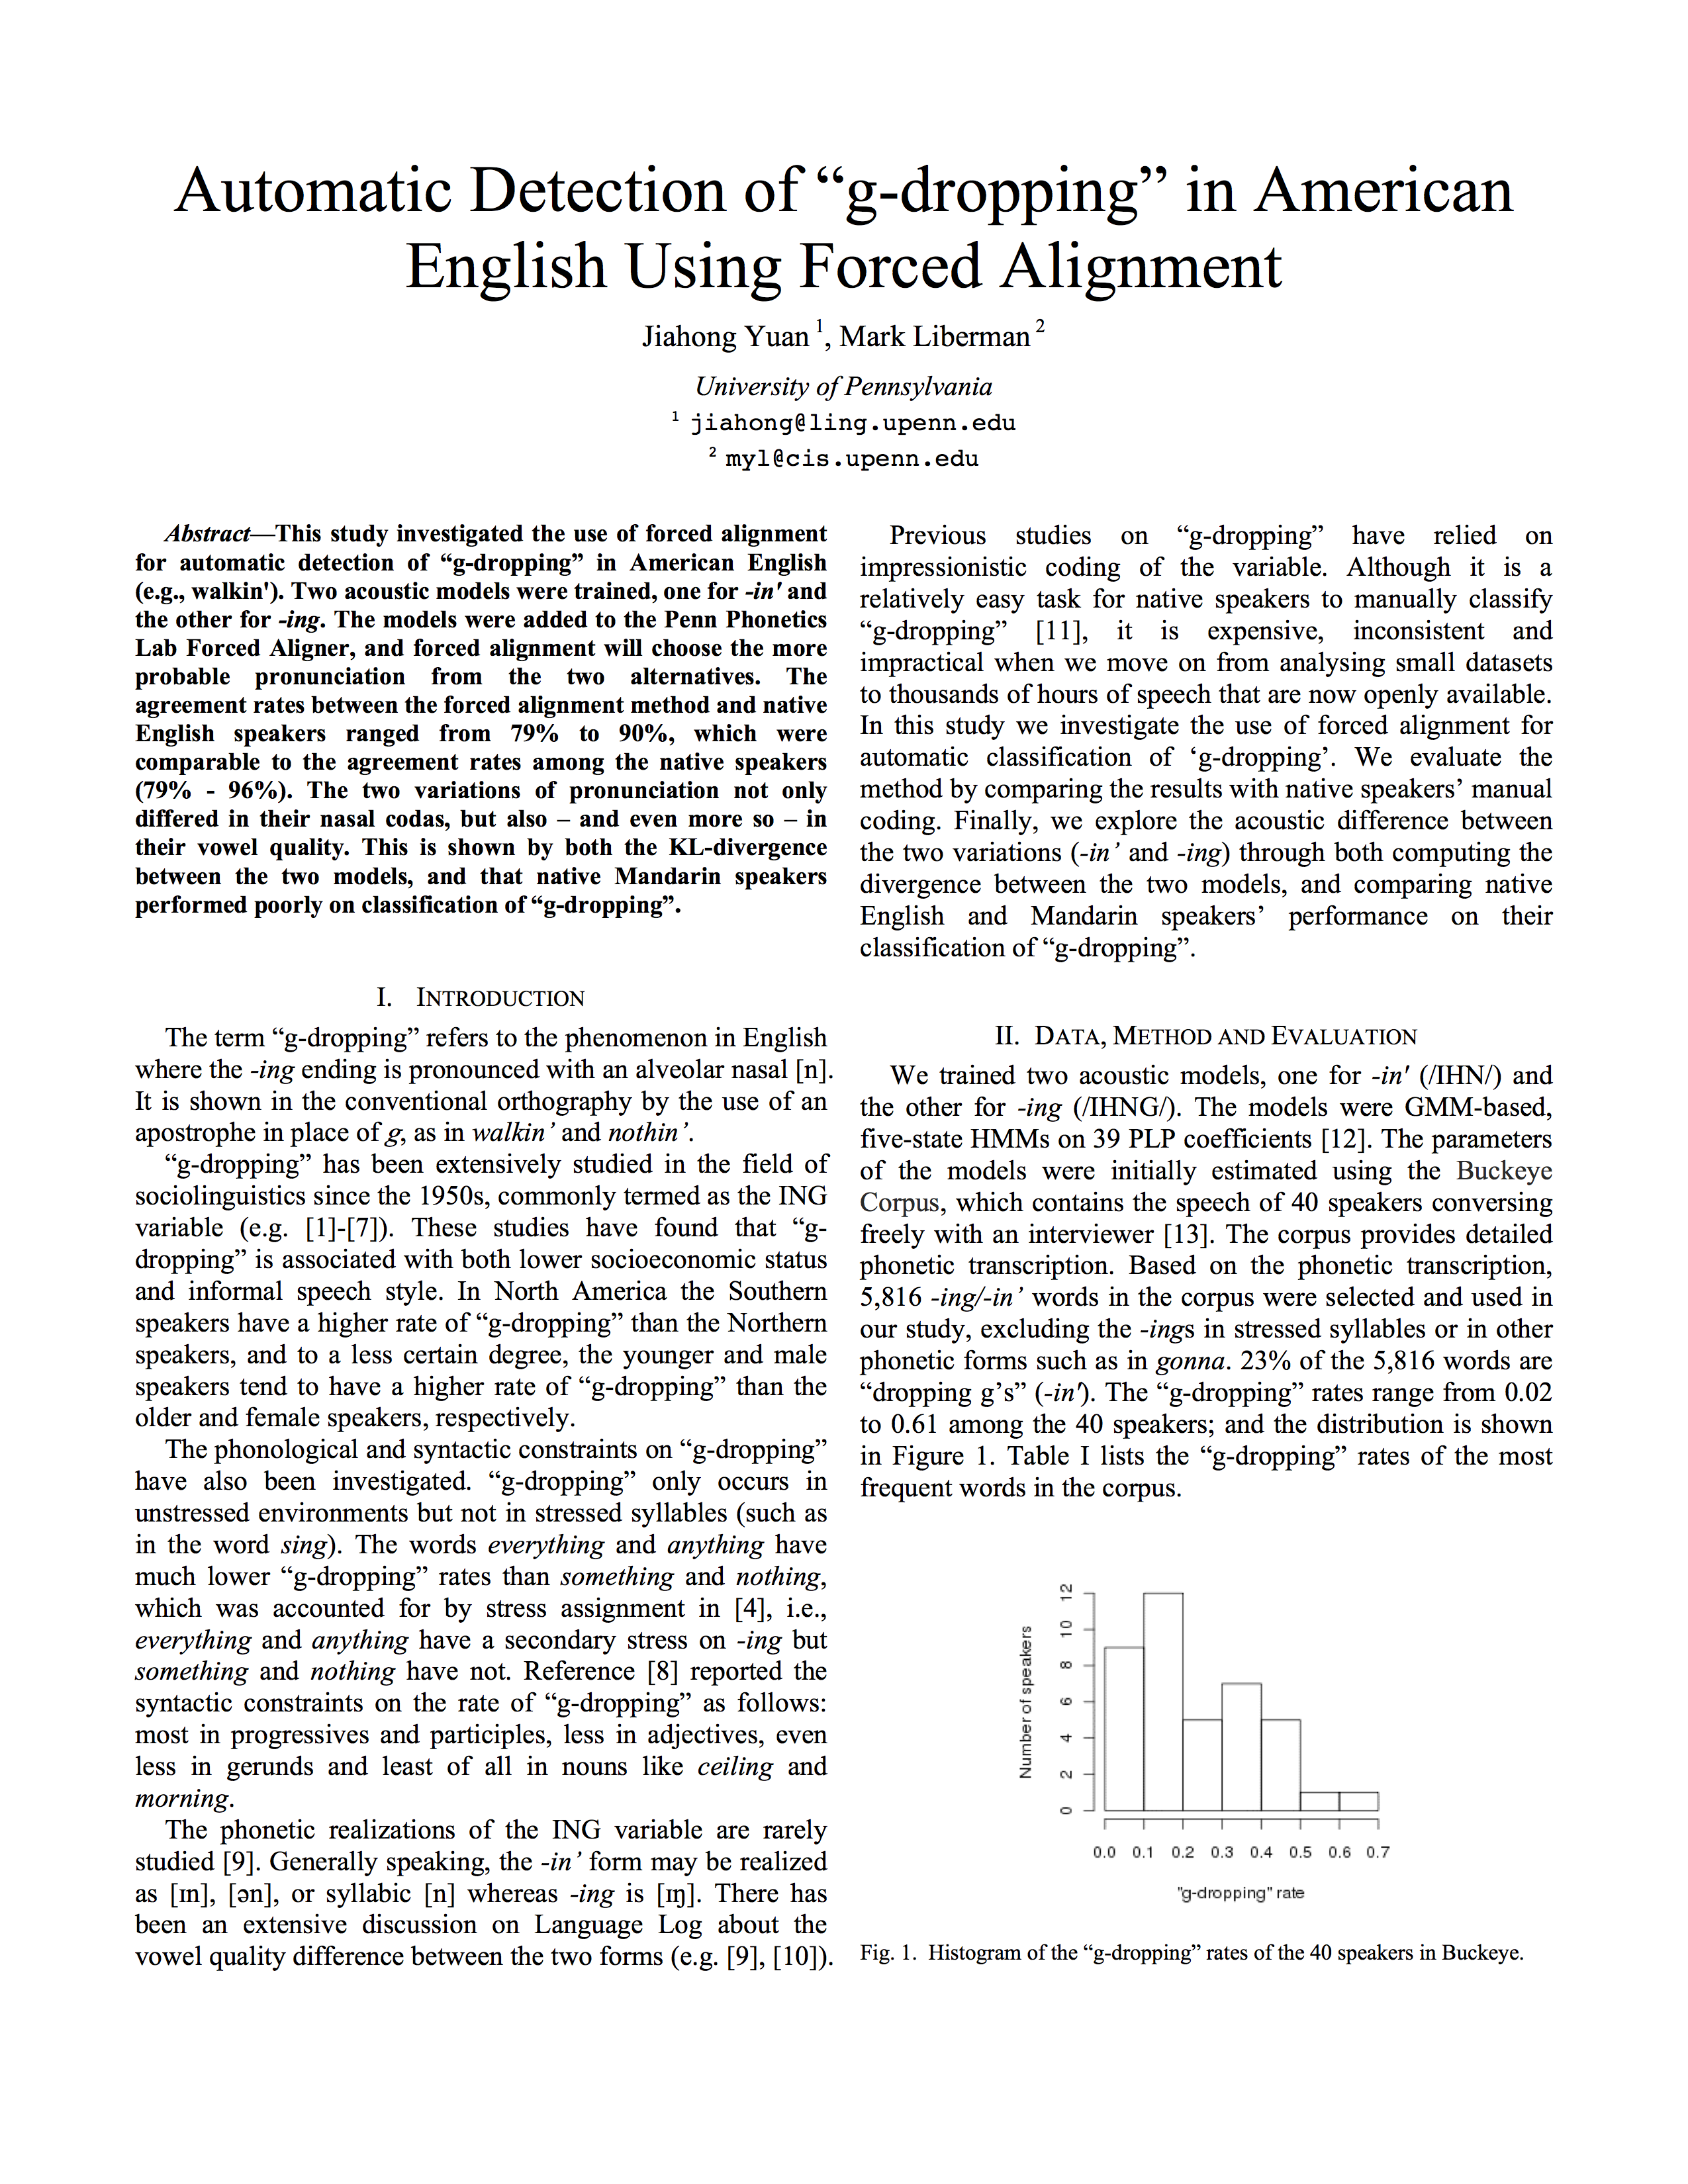 Automatic Detection of “g-dropping” in American
English Using Forced Alignment
Jiahong Yuan 1, Mark Liberman 2
University of Pennsylvania
1 jiahong@ling.upenn.edu
2 myl@cis.upenn.edu
Abstract—This study investigated the use of forced alignment
for automatic detection of “g-dropping” in American English
(e.g., walkin'). Two acoustic models were trained, one for -in' and
the other for -ing. The models were added to the Penn Phonetics
Lab Forced Aligner, and forced alignment will choose the more
probable pronunciation from the two alternatives. The
agreement rates between the forced alignment method and native
English speakers ranged from 79% to 90%, which were
comparable to the agreement rates among the native speakers
(79% - 96%). The two variations of pronunciation not only
differed in their nasal codas, but also – and even more so – in
their vowel quality. This is shown by both the KL-divergence
between the two models, and that native Mandarin speakers
performed poorly on classification of “g-dropping”.
I. INTRODUCTION
The term “g-dropping” refers to the phenomenon in English
where the -ing ending is pronounced with an alveolar nasal [n].
It is shown in the conventional orthography by the use of an
apostrophe in place of g, as in walkin’ and nothin’.
“g-dropping” has been extensively studied in the field of
sociolinguistics since the 1950s, commonly termed as the ING
variable (e.g. [1]-[7]). These studies have found that “g-
dropping” is associated with both lower socioeconomic status
and informal speech style. In North America the Southern
speakers have a higher rate of “g-dropping” than the Northern
speakers, and to a less certain degree, the younger and male
speakers tend to have a higher rate of “g-dropping” than the
older and female speakers, respectively.
The phonological and syntactic constraints on “g-dropping”
have also been investigated. “g-dropping” only occurs in
unstressed environments but not in stressed syllables (such as
in the word sing). The words everything and anything have
much lower “g-dropping” rates than something and nothing,
which was accounted for by stress assignment in [4], i.e.,
everything and anything have a secondary stress on -ing but
something and nothing have not. Reference [8] reported the
syntactic constraints on the rate of “g-dropping” as follows:
most in progressives and participles, less in adjectives, even
less in gerunds and least of all in nouns like ceiling and
morning.
The phonetic realizations of the ING variable are rarely
studied [9]. Generally speaking, the -in’ form may be realized
as [ɪn], [ən], or syllabic [n] whereas -ing is [ɪŋ]. There has
been an extensive discussion on Language Log about the
vowel quality difference between the two forms (e.g. [9], [10]).
Previous studies on “g-dropping” have relied on
impressionistic coding of the variable. Although it is a
relatively easy task for native speakers to manually classify
“g-dropping” [11], it is expensive, inconsistent and
impractical when we move on from analysing small datasets
to thousands of hours of speech that are now openly available.
In this study we investigate the use of forced alignment for
automatic classification of ‘g-dropping’. We evaluate the
method by comparing the results with native speakers’ manual
coding. Finally, we explore the acoustic difference between
the two variations (-in’ and -ing) through both computing the
divergence between the two models, and comparing native
English and Mandarin speakers’ performance on their
classification of “g-dropping”.
II. DATA, METHOD AND EVALUATION
We trained two acoustic models, one for -in' (/IHN/) and
the other for -ing (/IHNG/). The models were GMM-based,
five-state HMMs on 39 PLP coefficients [12]. The parameters
of the models were initially estimated using the Buckeye
Corpus, which contains the speech of 40 speakers conversing
freely with an interviewer [13]. The corpus provides detailed
phonetic transcription. Based on the phonetic transcription,
5,816 -ing/-in’ words in the corpus were selected and used in
our study, excluding the -ings in stressed syllables or in other
phonetic forms such as in gonna. 23% of the 5,816 words are
“dropping g’s” (-in'). The “g-dropping” rates range from 0.02
to 0.61 among the 40 speakers; and the distribution is shown
in Figure 1. Table I lists the “g-dropping” rates of the most
frequent words in the corpus.
Number of speakers
12
10
8
6
4
2
0
0.0 0.1 0.2 0.3 0.4 0.5 0.6 0.7
"g-dropping" rate
Fig. 1. Histogram of the “g-dropping” rates of the 40 speakers in Buckeye.